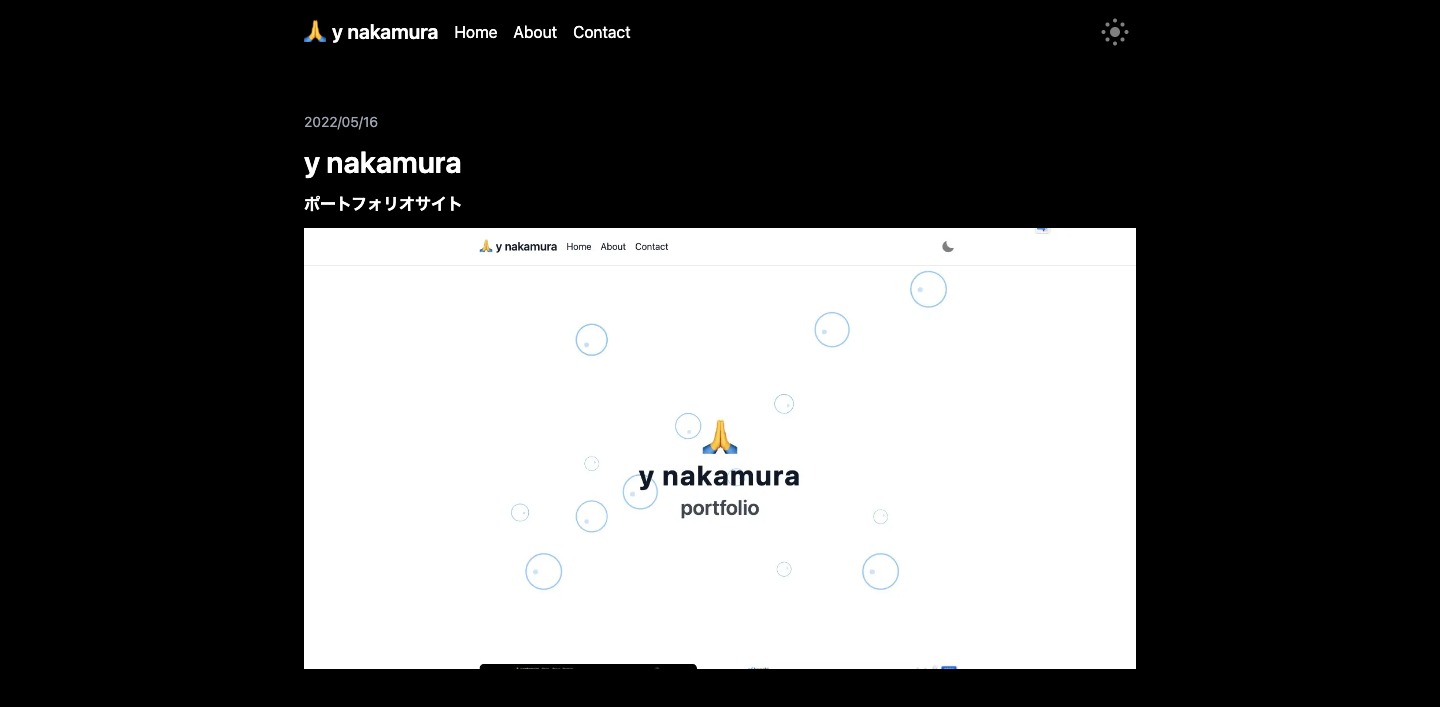 🙏 y nakamura Home About Contact
2022/05/16
y nakamura
ポートフォリオサイト
🙏 y nakamura Home About Contact
🙏
y nakamura
portfolio